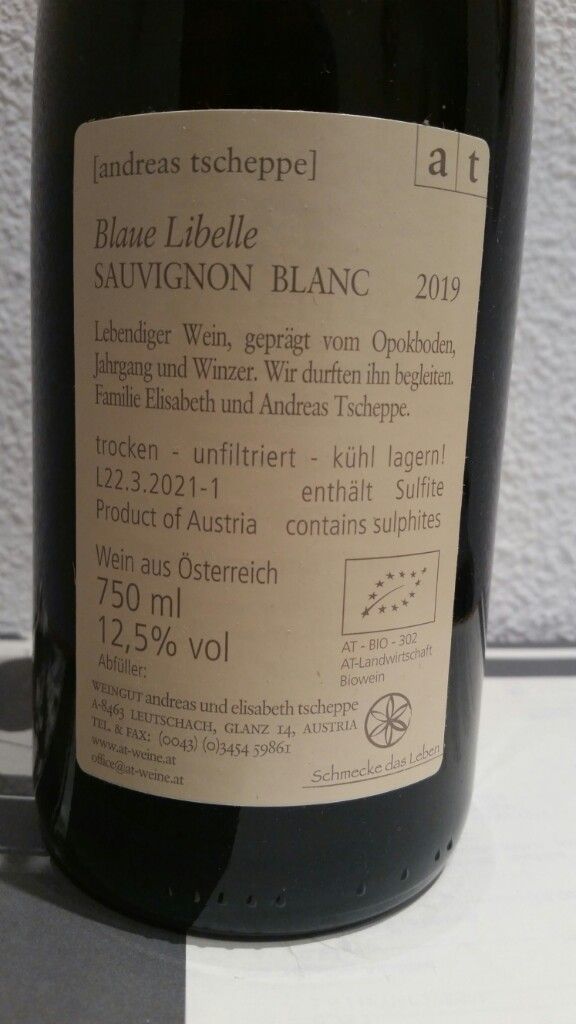 [andreas tscheppe]
a t
Blaue Libelle
SAUVIGNON BLANC 2019
Lebendiger Wein, geprägt vom Opokboden,
Jahrgang und Winzer. Wir durften ihn begleiten.
Familie Elisabeth und Andreas Tscheppe.
trocken - unfiltriert - kühl lagern!
L22.3.2021-1 enthält Sulfite
Product of Austria contains sulphites
Wein aus Österreich
750 ml
12,5% vol
AT - BIO - 302
AT-Landwirtschaft
Biowein
Abfüller:
WEINGUT andreas und elisabeth tscheppe
A-8463 LEUTSCHACH, GLANZ 14, AUSTRIA
TEL. & FAX: (0043) (0)3454 59861
www.at-weine.at
office@at-weine.at
Schmecke das Leben